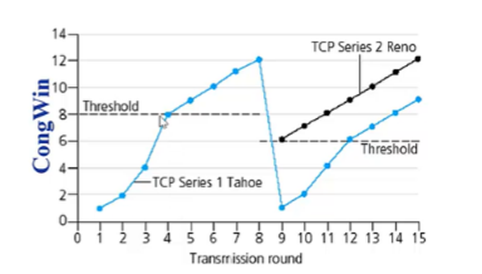 14
TCP Series 2 Reno
12
10
8
Threshold
6
Threshold
4
TCP Series 1 Tahoe
2
0
CongWin
0 1 2 3 4 5 6 7 8 9 10 11 12 13 14 15
Transmission round